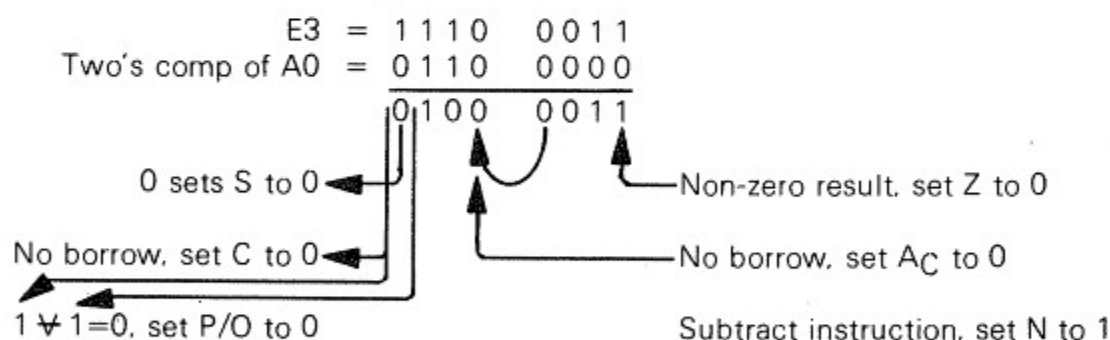 E3 = 1110 0011
Two's comp of A0 = 0110 0000
0100 0011
0 sets S to 0
Non-zero result, set Z to 0
No borrow, set C to 0
No borrow, set AC to 0
1 ⊻ 1=0, set P/O to 0
Subtract instruction, set N to 1